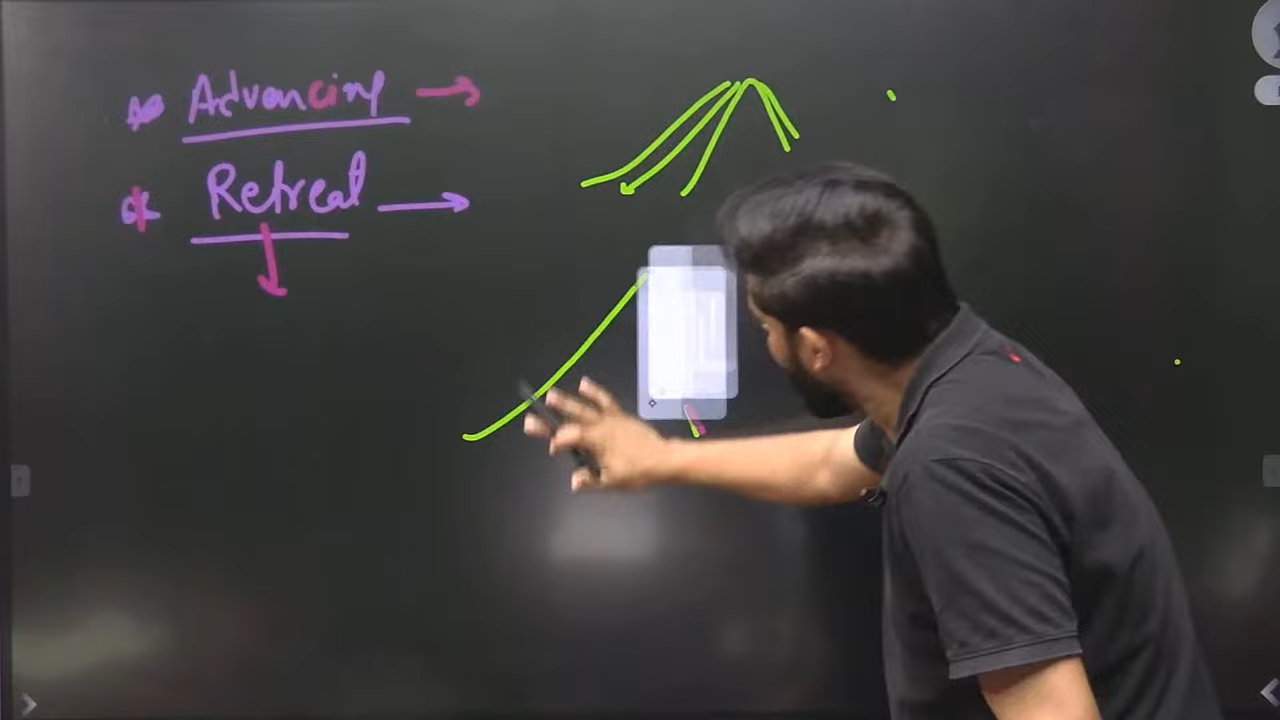 Advancing →
* Retreat →